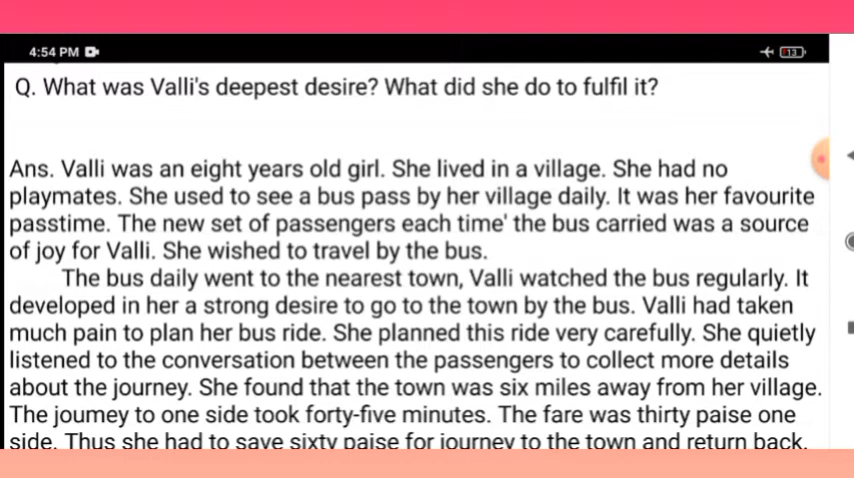 4:54 PM
13
Q. What was Valli's deepest desire? What did she do to fulfil it?
Ans. Valli was an eight years old girl. She lived in a village. She had no
playmates. She used to see a bus pass by her village daily. It was her favourite
passtime. The new set of passengers each time' the bus carried was a source
of joy for Valli. She wished to travel by the bus.
The bus daily went to the nearest town, Valli watched the bus regularly. It
developed in her a strong desire to go to the town by the bus. Valli had taken
much pain to plan her bus ride. She planned this ride very carefully. She quietly
listened to the conversation between the passengers to collect more details
about the journey. She found that the town was six miles away from her village.
The joumey to one side took forty-five minutes. The fare was thirty paise one
side. Thus she had to save sixty paise for journey to the town and return back.